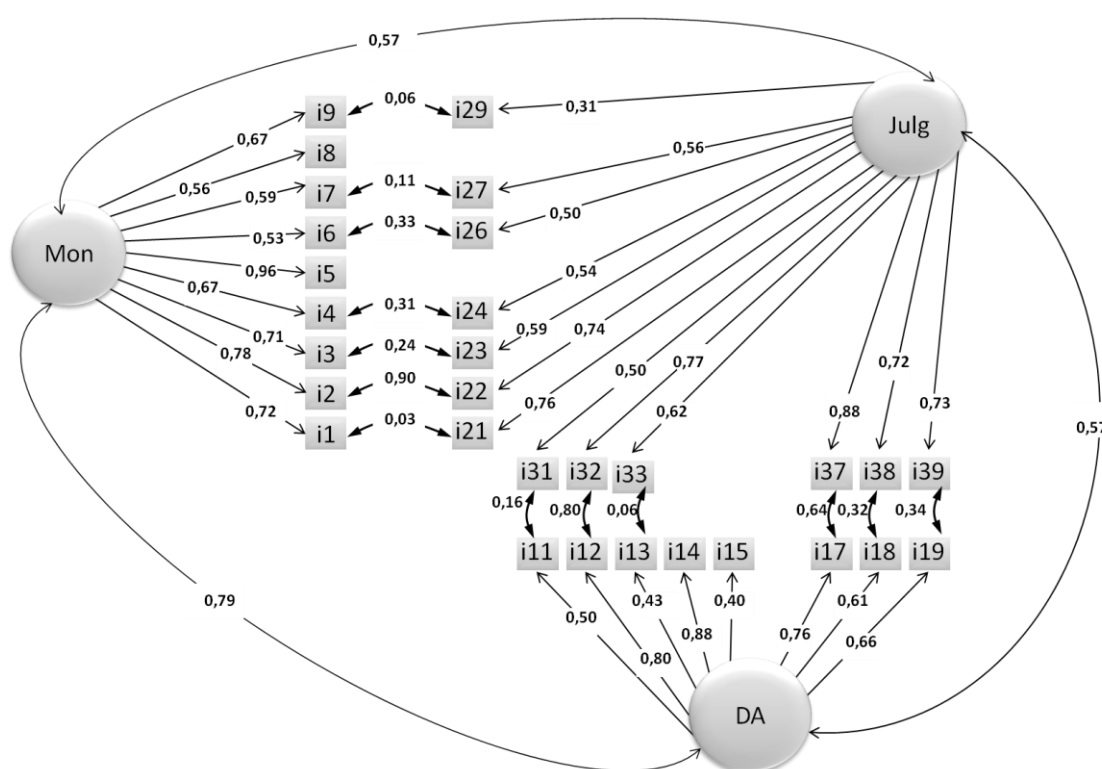 0,57
i9 0,06 i29 0,31 Julg
0,67
i8
0,56 0,56
0,59 i7 0,11 i27
Mon 0,53 i6 0,33 i26 0,50
0,96 i5 0,54
0,67 i4 0,31 i24
0,71 i3 0,24 i23 0,59 0,74
0,78 i2 0,90 i22 0,50 0,77 0,72
0,72 i1 0,03 i21 0,76 0,62 0,88 0,73
0,57
i31 i32 i33 i37 i38 i39
0,16 0,80 0,06 0,64 0,32 0,34
i11 i12 i13 i14 i15 i17 i18 i19
0,79 0,50 0,43 0,40 0,61
0,80 0,88 0,76 0,66
DA